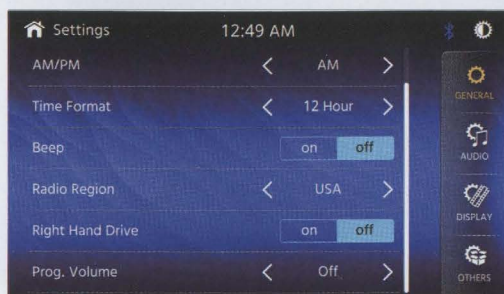 Settings 12:49 AM
AM/PM AM
Time Format 12 Hour
Beep on off
Radio Region USA
Right Hand Drive on off
Prog. Volume Off
GENERAL
AUDIO
DISPLAY
OTHERS